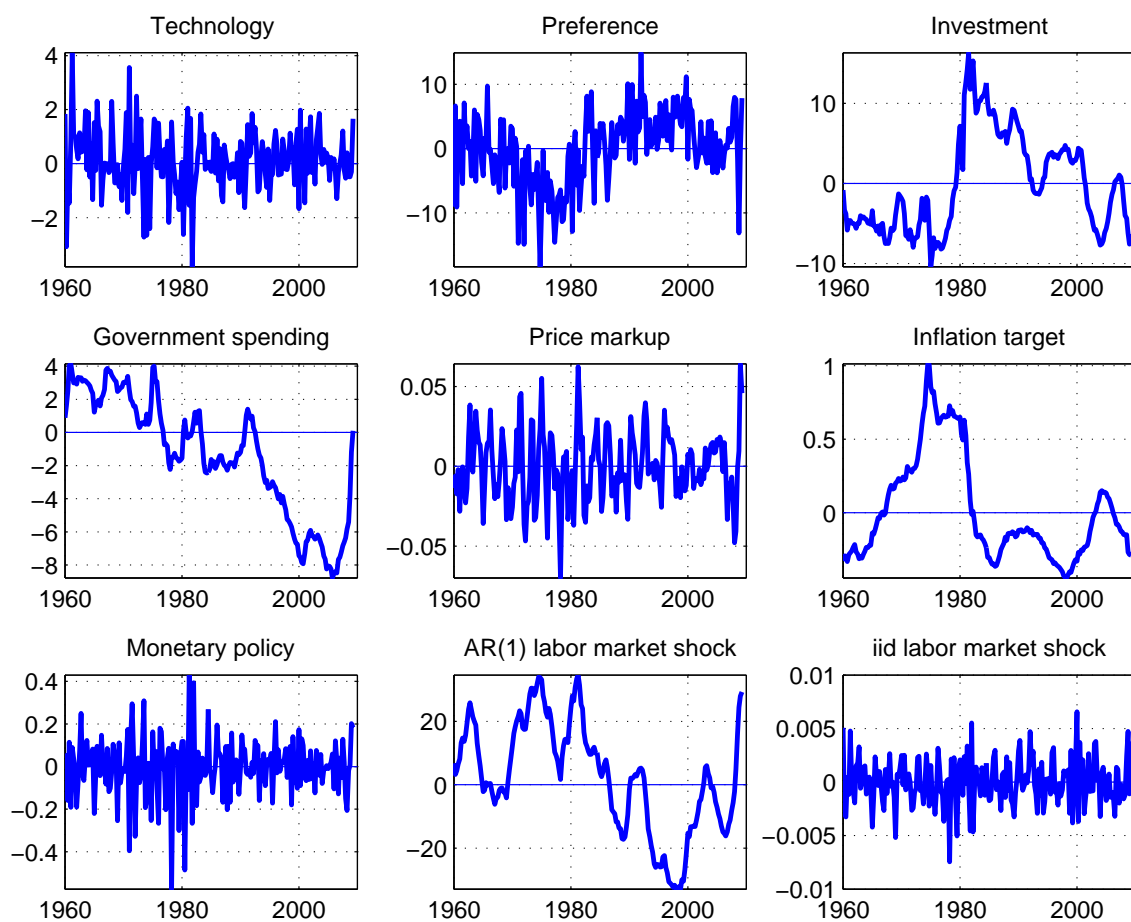 Technology
Preference
Investment
4
2
0
−2
1960 1980 2000
10
0
−10
1960 1980 2000
10
0
−10
1960 1980 2000
Government spending
Price markup
Inflation target
4
2
0
−2
−4
−6
−8
1960 1980 2000
0.05
0
−0.05
1960 1980 2000
1
0.5
0
1960 1980 2000
Monetary policy
AR(1) labor market shock
iid labor market shock
0.4
0.2
0
−0.2
−0.4
1960 1980 2000
20
0
−20
1960 1980 2000
0.01
0.005
0
−0.005
−0.01
1960 1980 2000